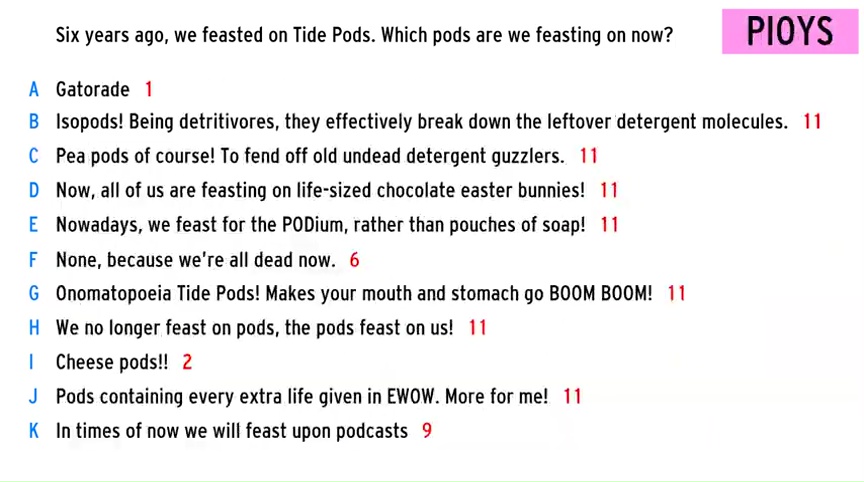 Six years ago, we feasted on Tide Pods. Which pods are we feasting on now?
PIOYS
A Gatorade 1
B Isopods! Being detritivores, they effectively break down the leftover detergent molecules. 11
C Pea pods of course! To fend off old undead detergent guzzlers. 11
D Now, all of us are feasting on life-sized chocolate easter bunnies! 11
E Nowadays, we feast for the PODium, rather than pouches of soap! 11
F None, because we're all dead now. 6
G Onomatopoeia Tide Pods! Makes your mouth and stomach go BOOM BOOM! 11
H We no longer feast on pods, the pods feast on us! 11
I Cheese pods!! 2
J Pods containing every extra life given in EWOW. More for me! 11
K In times of now we will feast upon podcasts 9